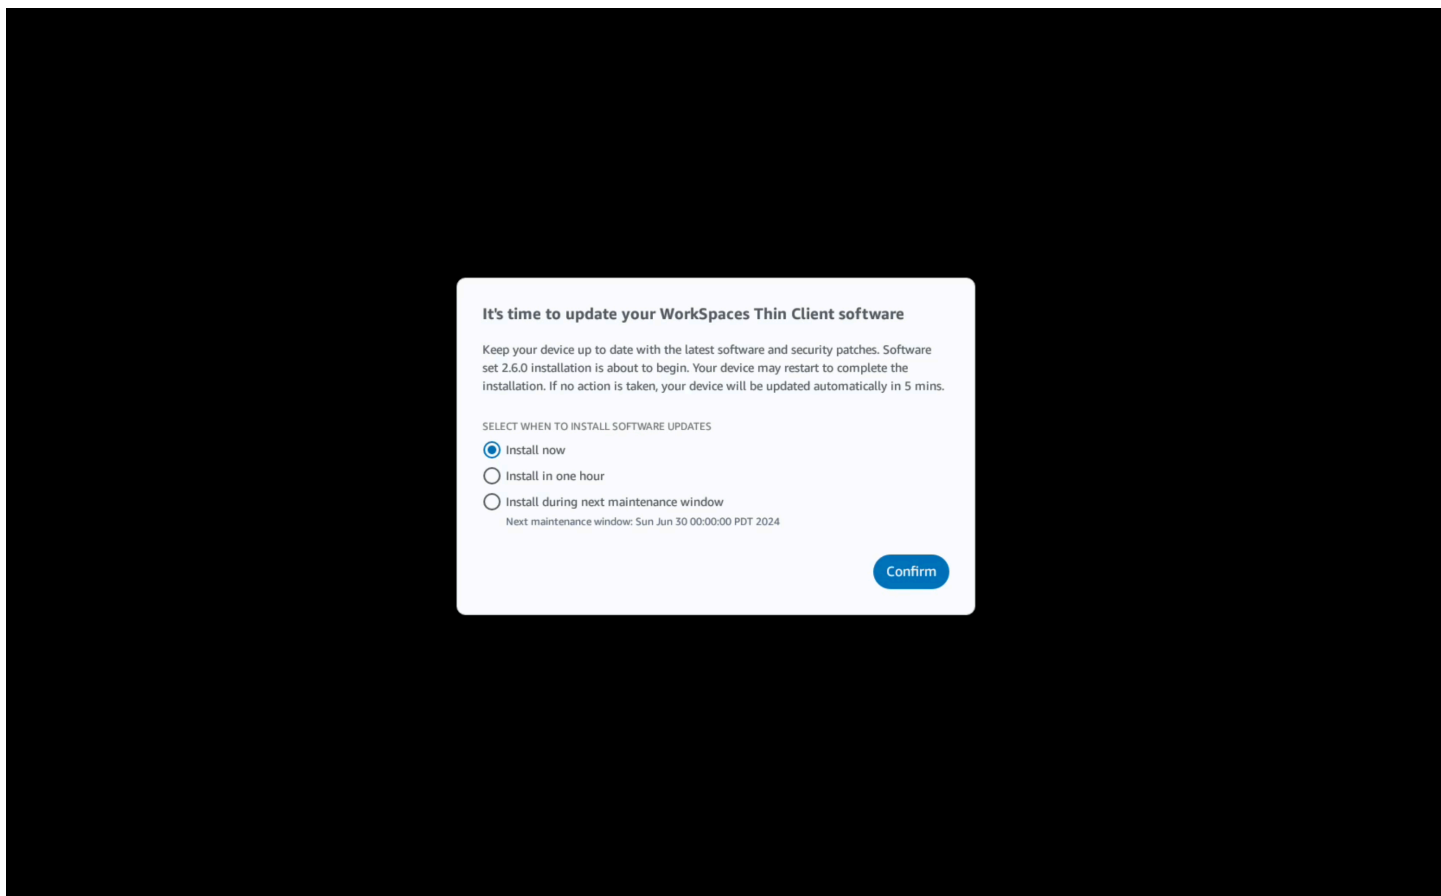 It's time to update your WorkSpaces Thin Client software
Keep your device up to date with the latest software and security patches. Software
set 2.6.0 installation is about to begin. Your device may restart to complete the
installation. If no action is taken, your device will be updated automatically in 5 mins.
SELECT WHEN TO INSTALL SOFTWARE UPDATES
Install now
Install in one hour
Install during next maintenance window
Next maintenance window: Sun Jun 30 00:00:00 PDT 2024
Confirm